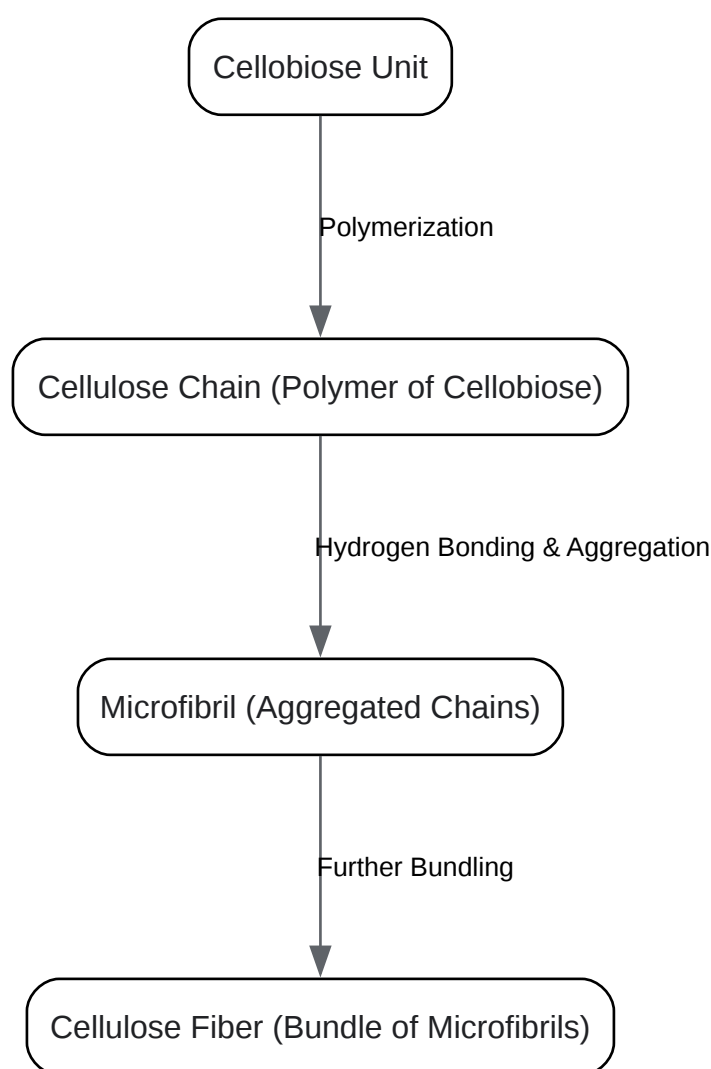 Cellobiose Unit
Polymerization
Cellulose Chain (Polymer of Cellobiose)
Hydrogen Bonding & Aggregation
Microfibril (Aggregated Chains)
Further Bundling
Cellulose Fiber (Bundle of Microfibrils)